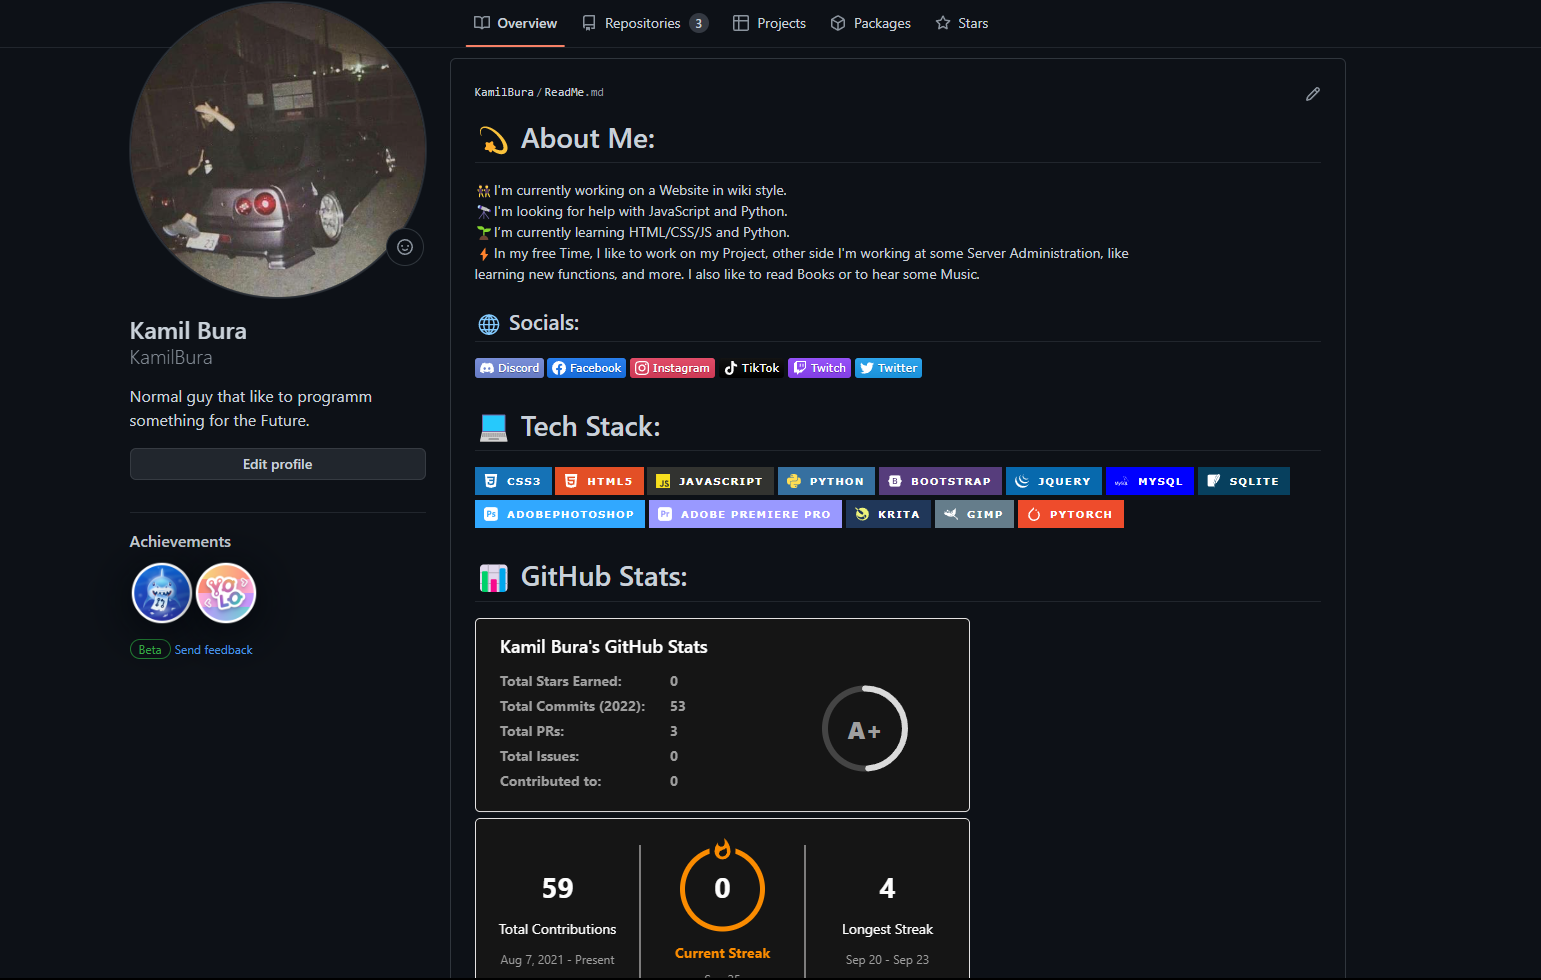 Overview Repositories 3 Projects Packages Stars
KamilBura / ReadMe.md
About Me:
I'm currently working on a Website in wiki style.
I'm looking for help with JavaScript and Python.
I'm currently learning HTML/CSS/JS and Python.
In my free Time, I like to work on my Project, other side I'm working at some Server Administration, like
learning new functions, and more. I also like to read Books or to hear some Music.
Kamil Bura
KamilBura
Normal guy that like to programm
something for the Future.
Edit profile
Achievements
YOLO
Beta Send feedback
Socials:
Discord Facebook Instagram TikTok Twitch Twitter
Tech Stack:
CSS3 HTML5 JS JAVASCRIPT PYTHON B BOOTSTRAP JQUERY MySQL MYSQL SQLITE
Ps ADOBEPHOTOSHOP Pr ADOBE PREMIERE PRO KRITA GIMP PYTORCH
GitHub Stats:
Kamil Bura's GitHub Stats
Total Stars Earned: 0
Total Commits (2022): 53
Total PRs: 3
Total Issues: 0
Contributed to: 0
A+
59 0 4
Total Contributions Current Streak Longest Streak
Aug 7, 2021 - Present Sep 20 - Sep 23